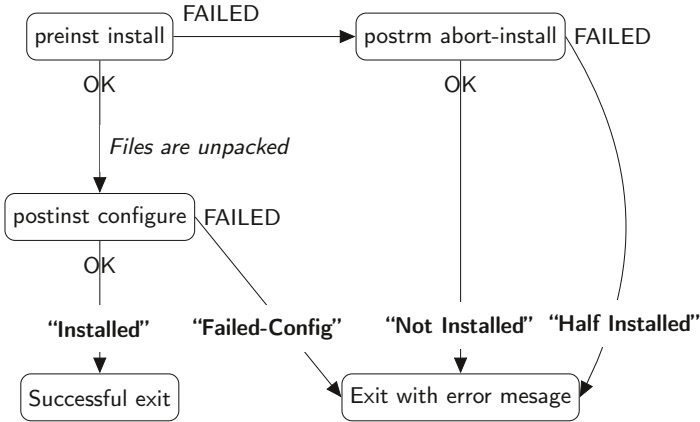 FAILED
preinst install
postrm abort-install
FAILED
OK
OK
Files are unpacked
postinst configure
FAILED
OK
“Installed”
“Failed-Config”
“Not Installed”
“Half Installed”
Successful exit
Exit with error mesage